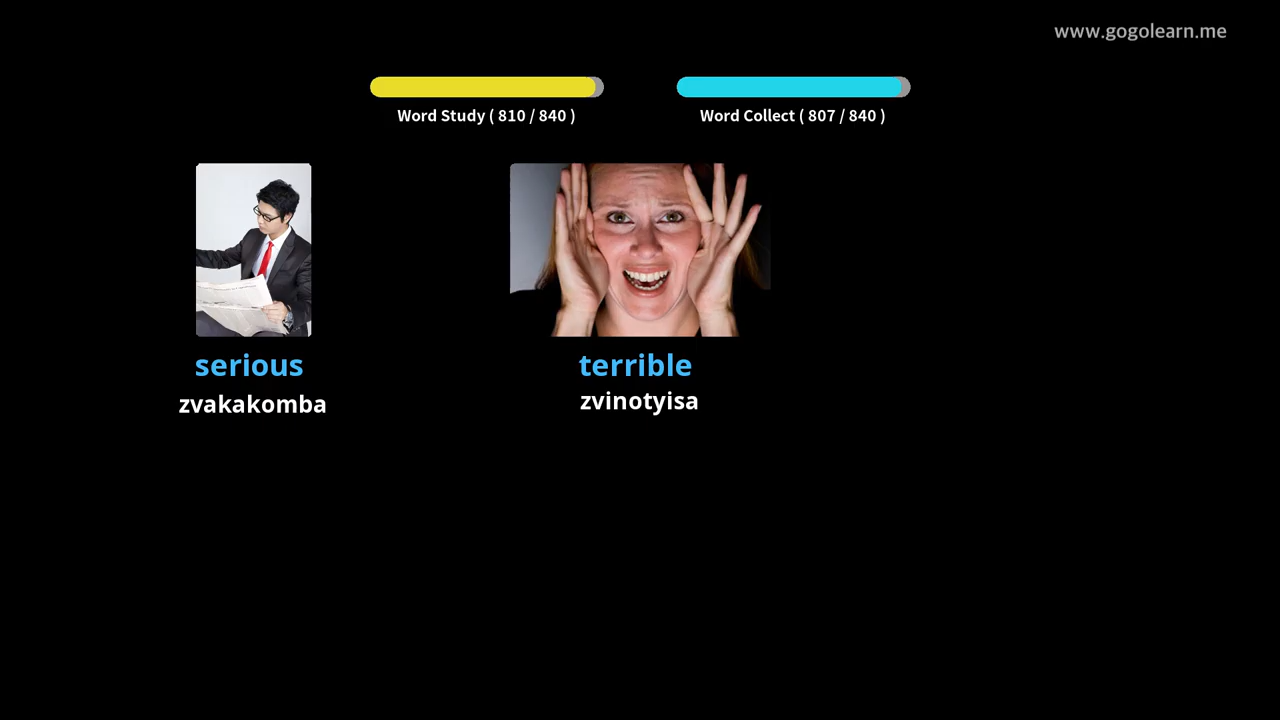 www.gogolearn.me
Word Study ( 810 / 840 )
Word Collect ( 807 / 840 )
serious
zvakakomba
terrible
zvinotyisa